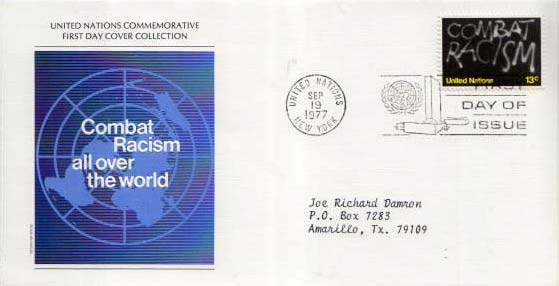 UNITED NATIONS COMMEMORATIVE
FIRST DAY COVER COLLECTION
Combat
Racism
all over
the world
UNITED NATIONS
SEP
19
1977
NEW YORK
COMBAT
RACISM
United Nations 13c
FIRST
DAY OF
ISSUE
Joe Richard Damron
P.O. Box 7283
Amarillo, Tx. 79109